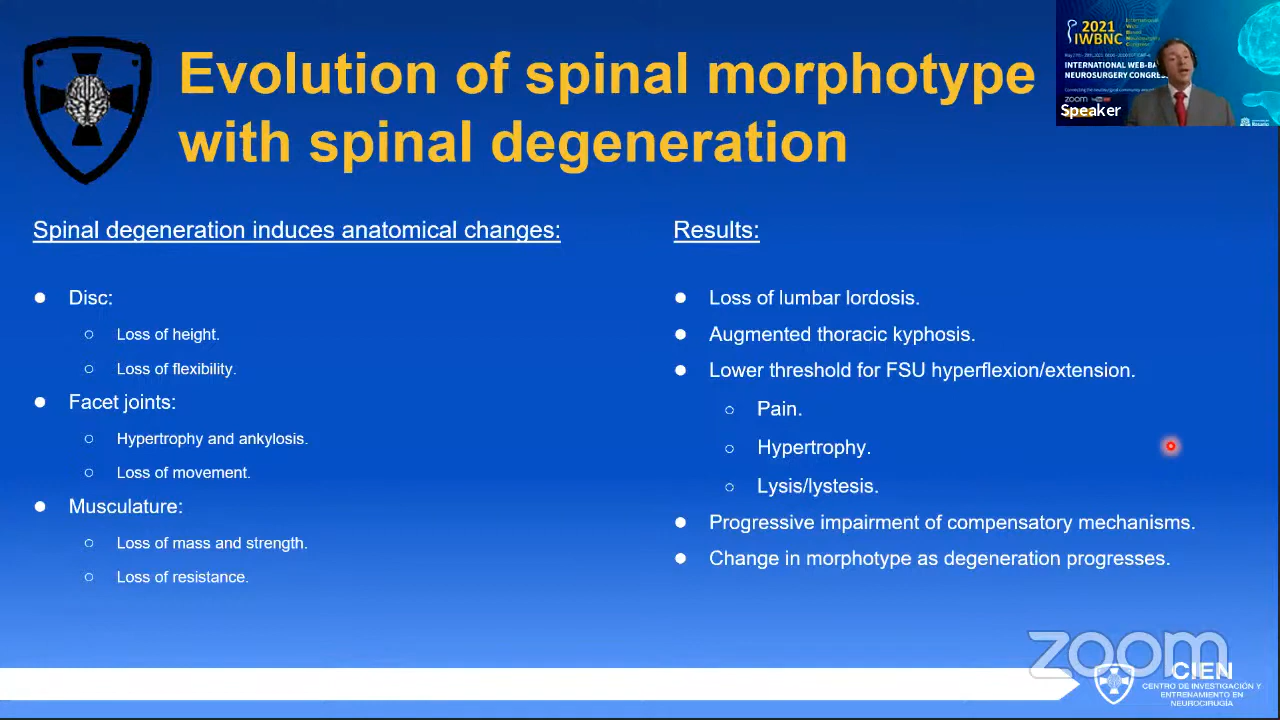 Evolution of spinal morphotype
with spinal degeneration
2021
IWBNC
INTERNATIONAL WEB-BA
NEUROSURGERY CONGRES
zoom
Speaker
Spinal degeneration induces anatomical changes:
● Disc:
○ Loss of height.
○ Loss of flexibility.
● Facet joints:
○ Hypertrophy and ankylosis.
○ Loss of movement.
● Musculature:
○ Loss of mass and strength.
○ Loss of resistance.
Results:
● Loss of lumbar lordosis.
● Augmented thoracic kyphosis.
● Lower threshold for FSU hyperflexion/extension.
○ Pain.
○ Hypertrophy.
○ Lysis/lystesis.
● Progressive impairment of compensatory mechanisms.
● Change in morphotype as degeneration progresses.
zoom
CIEN
CENTRO DE INVESTIGACIÓN Y
ENTRENAMIENTO EN
NEUROCIRUGÍA